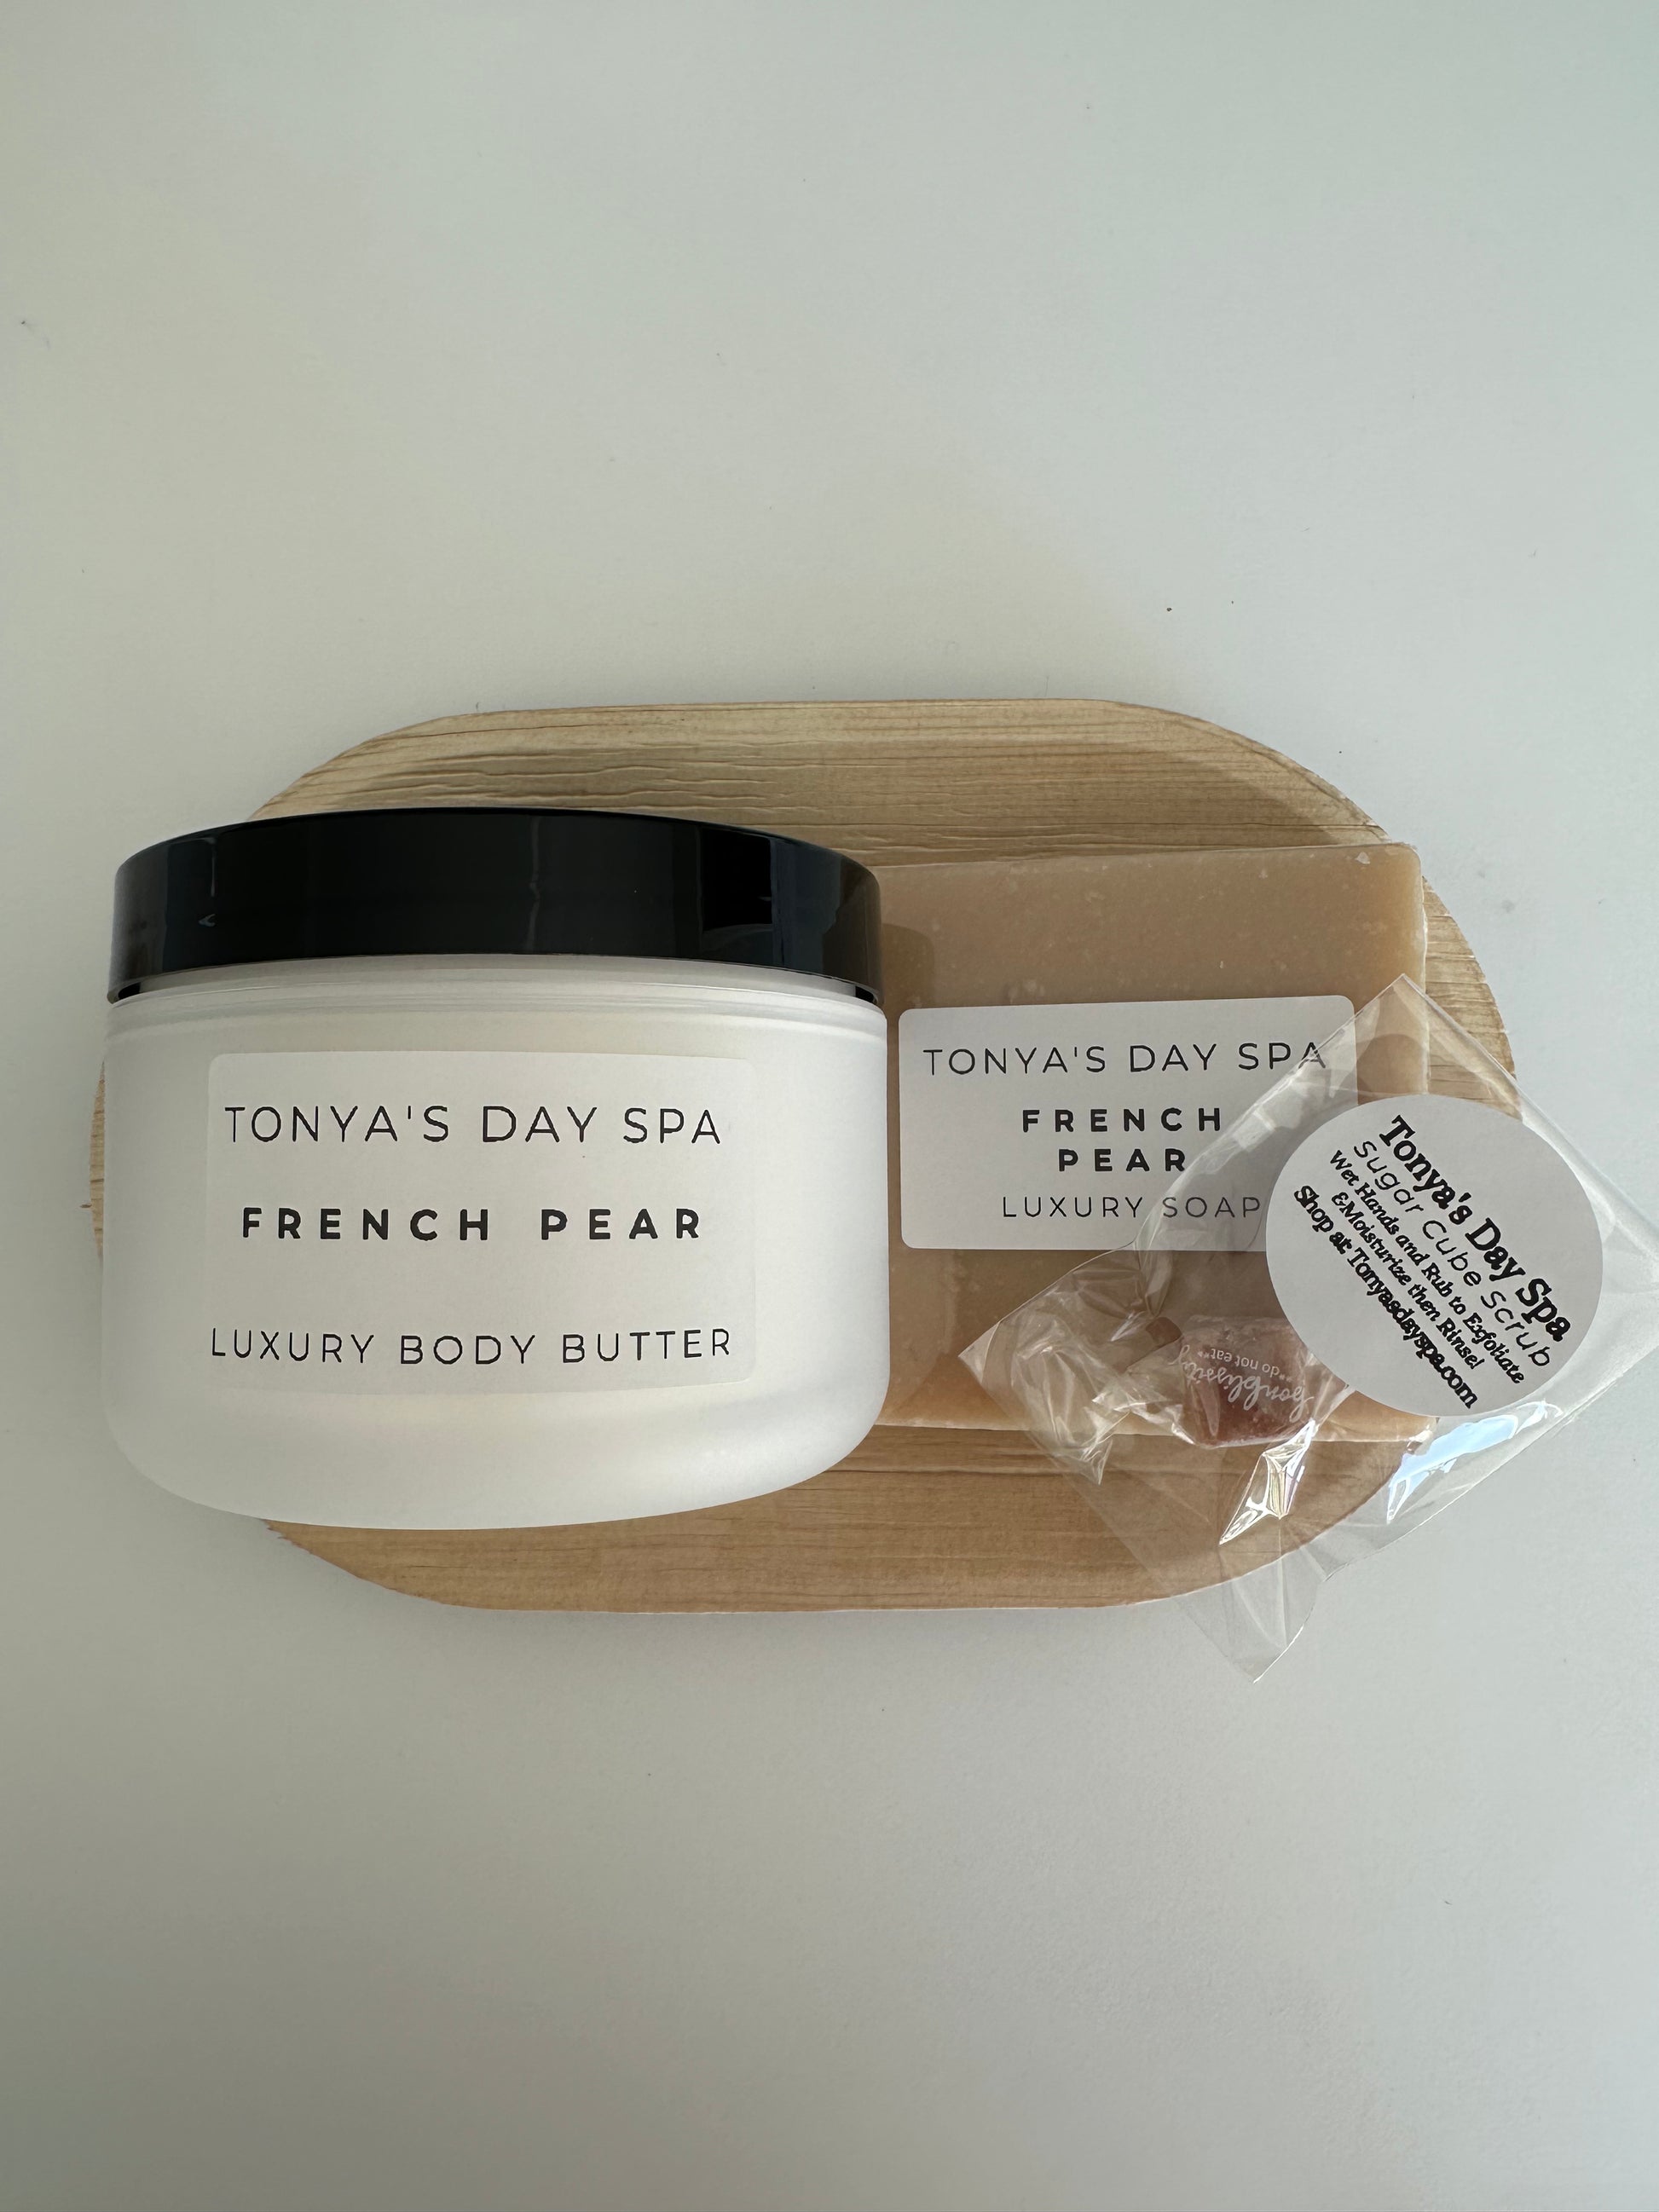 TONYA'S DAY SPA
FRENCH PEAR
LUXURY BODY BUTTER
TONYA'S DAY SPA
FRENCH
PEAR
LUXURY SOAP
Tonya's Day Spa
Sugar Cube Scrub
Wet Hands and Rub to Exfoliate
&Moisturize then Rinse!
Shop at: Tonyasdayspa.com
bonblissity
**do not eat**